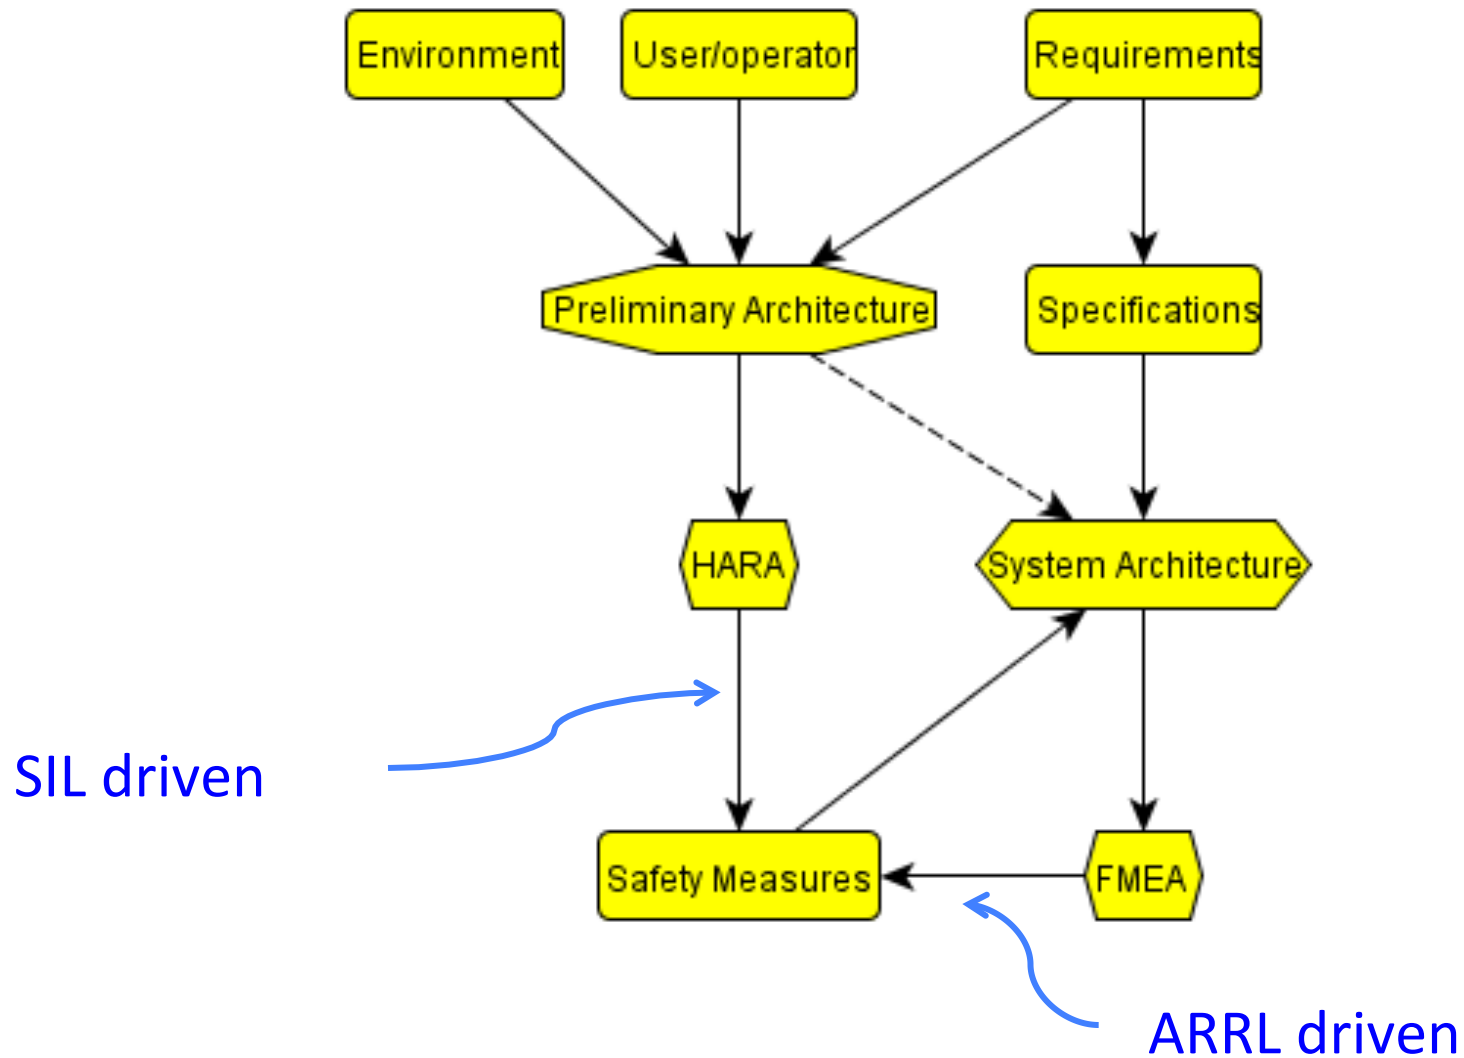 Environment
User/operator
Requirements
Preliminary Architecture
Specifications
HARA
System Architecture
SIL driven
Safety Measures
FMEA
ARRL driven